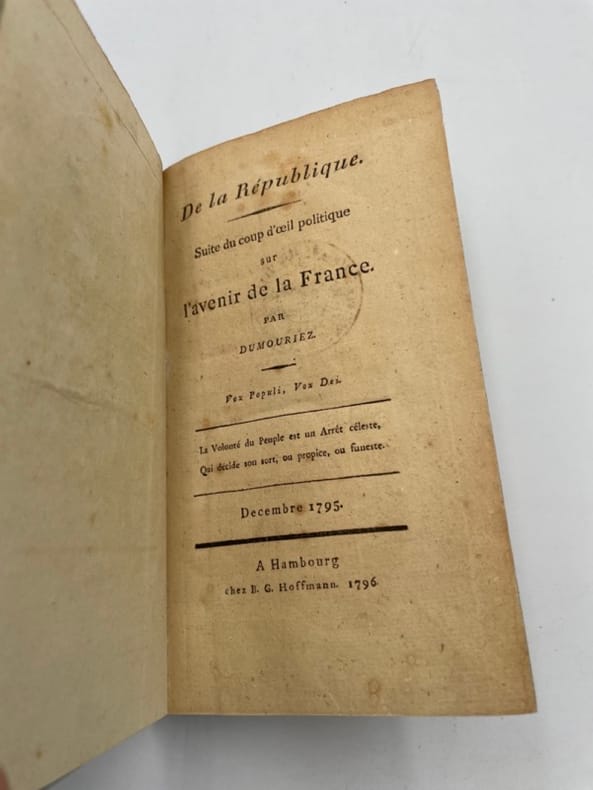 De la République.
Suite du coup d'œil politique
sur
l'avenir de la France.
PAR
DUMOURIEZ.
Vox Populi, Vox Dei.
La Volonté du Peuple est un Arrêt céleste,
Qui décide son sort, ou propice, ou funeste.
Decembre 1795.
A Hambourg
chez B. G. Hoffmann. 1796